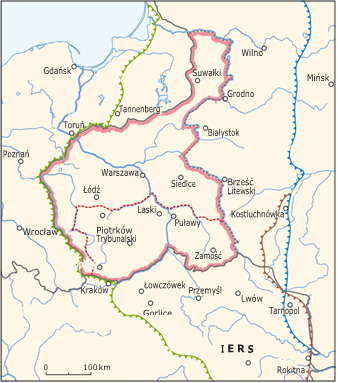 Wilno
Gdańsk
Suwałki
Mińsk
Grodno
Tannenberg
Toruń
Białystok
Poznań
Warszawa
Siedlce
Brześć
Litewski
Łódź
Laski
Kostiuchnówka
Puławy
Wrocław
Piotrków
Trybunalski
Zamość
Kraków
Łowczówek
Przemyśl
Lwów
Gorlice
Tarnopol
IERS
Rokitna
0
100 km